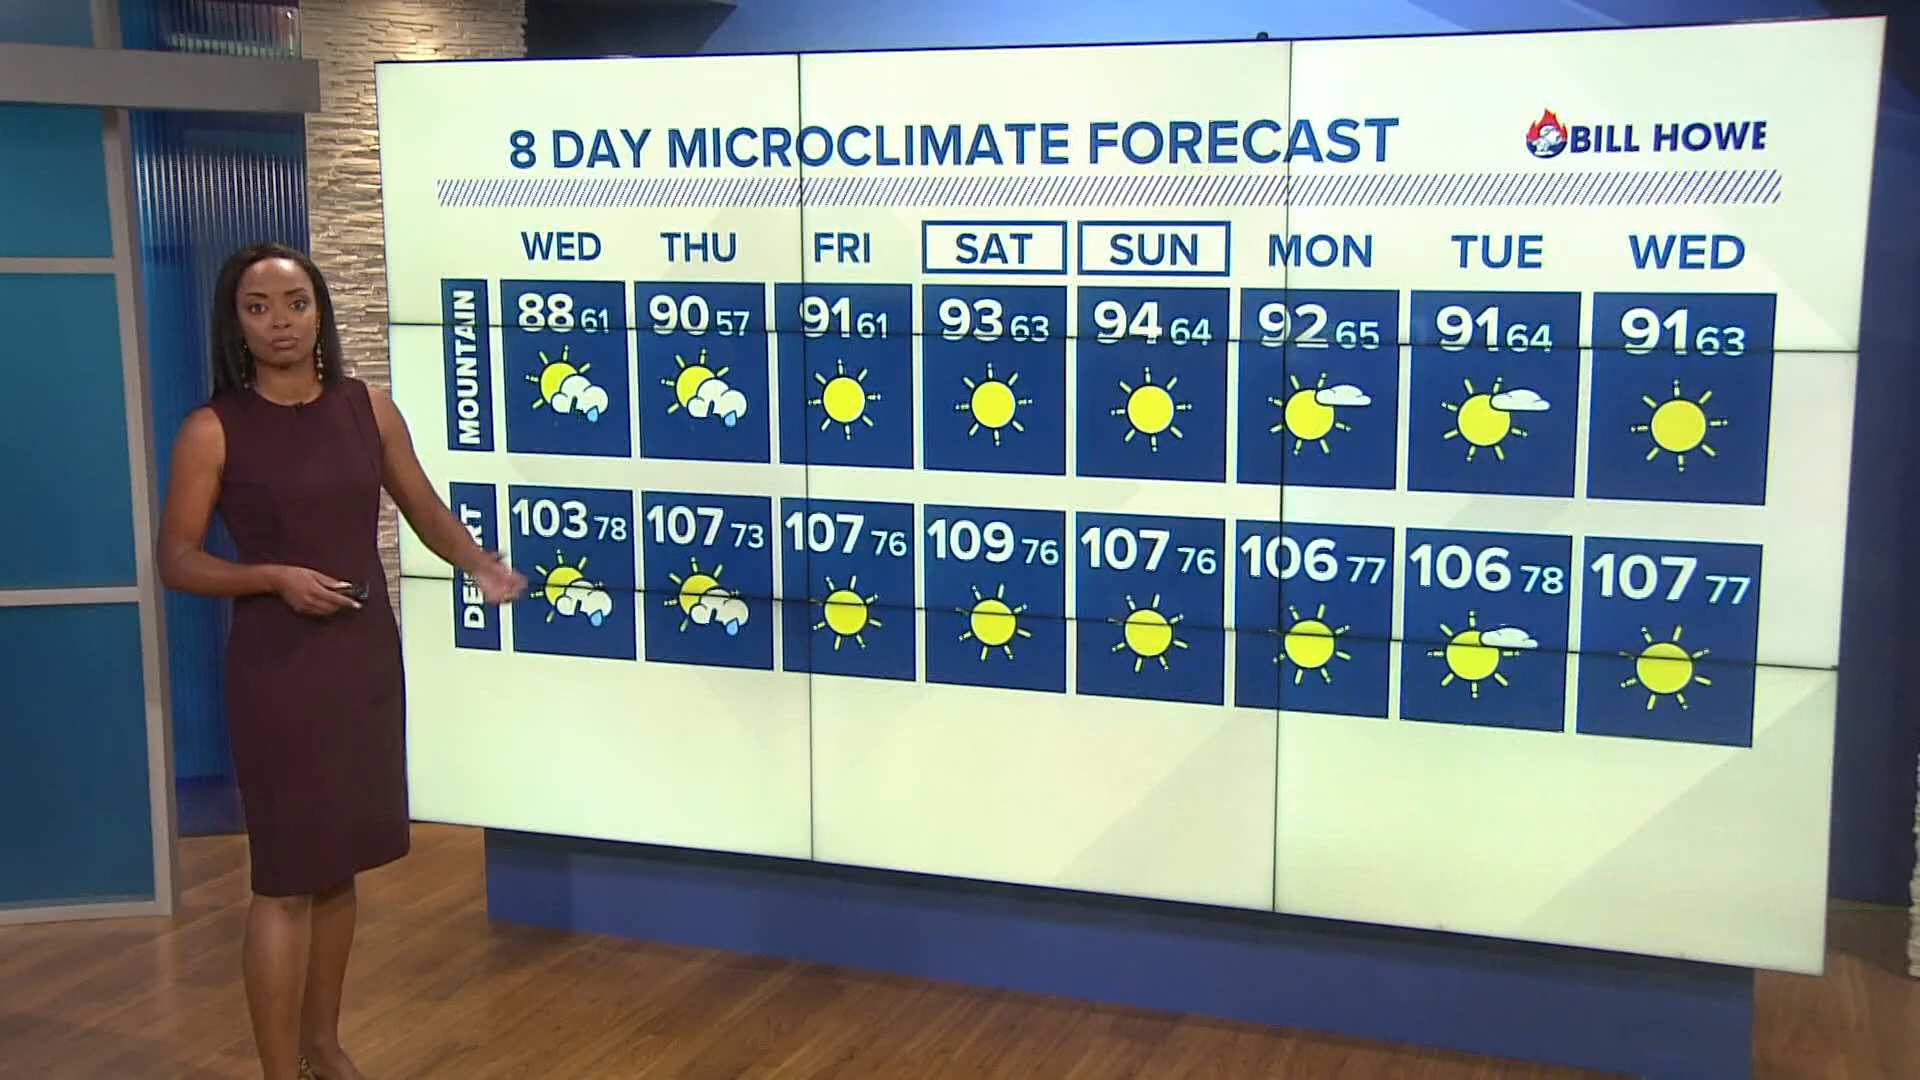 8 DAY MICROCLIMATE FORECAST
BILL HOWE
WED THU FRI SAT SUN MON TUE WED
MOUNTAIN
88 61 90 57 91 61 93 63 94 64 92 65 91 64 91 63
103 78 107 73 107 76 109 76 107 76 106 77 106 78 107 77